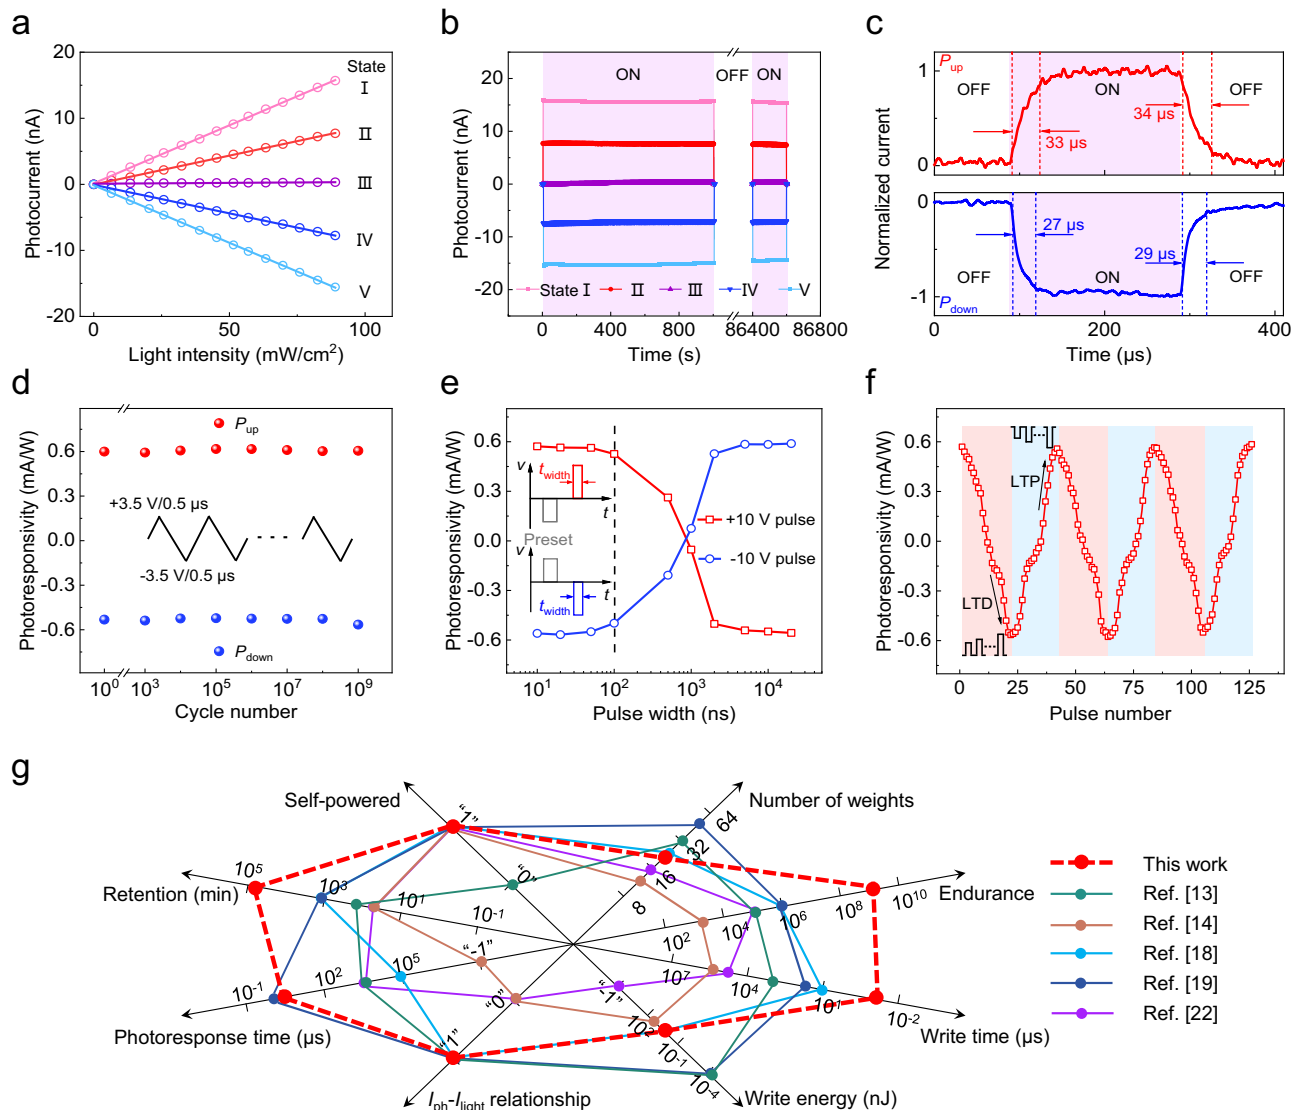 a
20
10
0
-10
-20
Photocurrent (nA)
0
50
100
Light intensity (mW/cm²)
State
Ⅰ
Ⅱ
Ⅲ
Ⅳ
Ⅴ
b
20
10
0
-10
-20
Photocurrent (nA)
ON
OFF
ON
State Ⅰ
Ⅱ
Ⅲ
Ⅳ
Ⅴ
0
400
800
86400
86800
Time (s)
c
Normalized current
1
0
P_up
OFF
ON
OFF
33 µs
34 µs
0
-1
P_down
OFF
ON
OFF
27 µs
29 µs
0
200
400
Time (µs)
d
0.6
0.3
0.0
-0.3
-0.6
Photoresponsivity (mA/W)
P_up
+3.5 V/0.5 µs
-3.5 V/0.5 µs
P_down
10⁰
10³
10⁵
10⁷
10⁹
Cycle number
e
0.6
0.3
0.0
-0.3
-0.6
Photoresponsivity (mA/W)
V
t_width
t
Preset
V
t
t_width
+10 V pulse
-10 V pulse
10¹
10²
10³
10⁴
Pulse width (ns)
f
0.6
0.3
0.0
-0.3
-0.6
Photoresponsivity (mA/W)
LTP
LTD
0
25
50
75
100
125
Pulse number
g
Self-powered
"1"
"0"
Number of weights
64
32
16
8
Retention (min)
10⁵
10³
10¹
10⁻¹
Endurance
10²
10⁴
10⁶
10⁸
10¹⁰
Photoresponse time (µs)
10⁻¹
10²
10⁵
"-1"
Write time (µs)
10⁷
10⁴
10¹
10⁻²
I_ph-I_light relationship
"1"
"0"
Write energy (nJ)
"-1"
10²
10⁻¹
10⁻⁴
This work
Ref. [13]
Ref. [14]
Ref. [18]
Ref. [19]
Ref. [22]